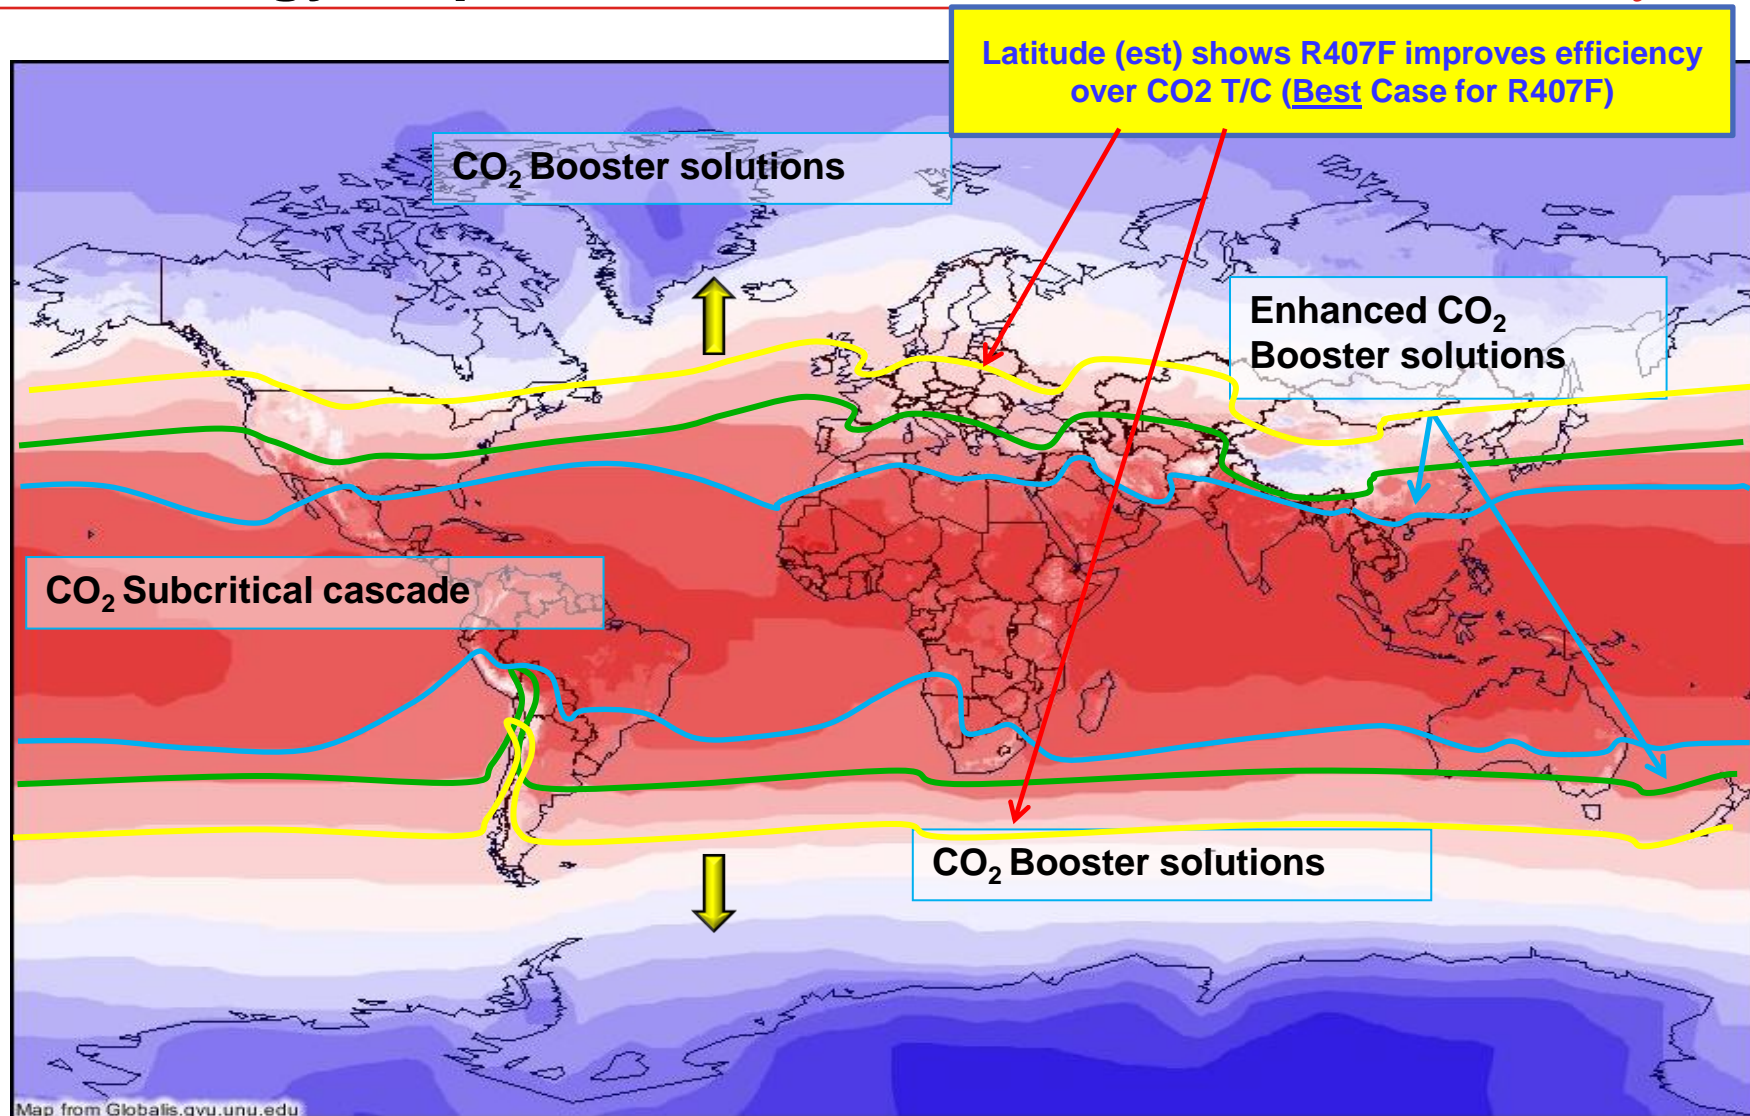 Latitude (est) shows R407F improves efficiency
over CO2 T/C (Best Case for R407F)
CO₂ Booster solutions
Enhanced CO₂
Booster solutions
CO₂ Subcritical cascade
CO₂ Booster solutions
Map from Globalis.gvu.unu.edu